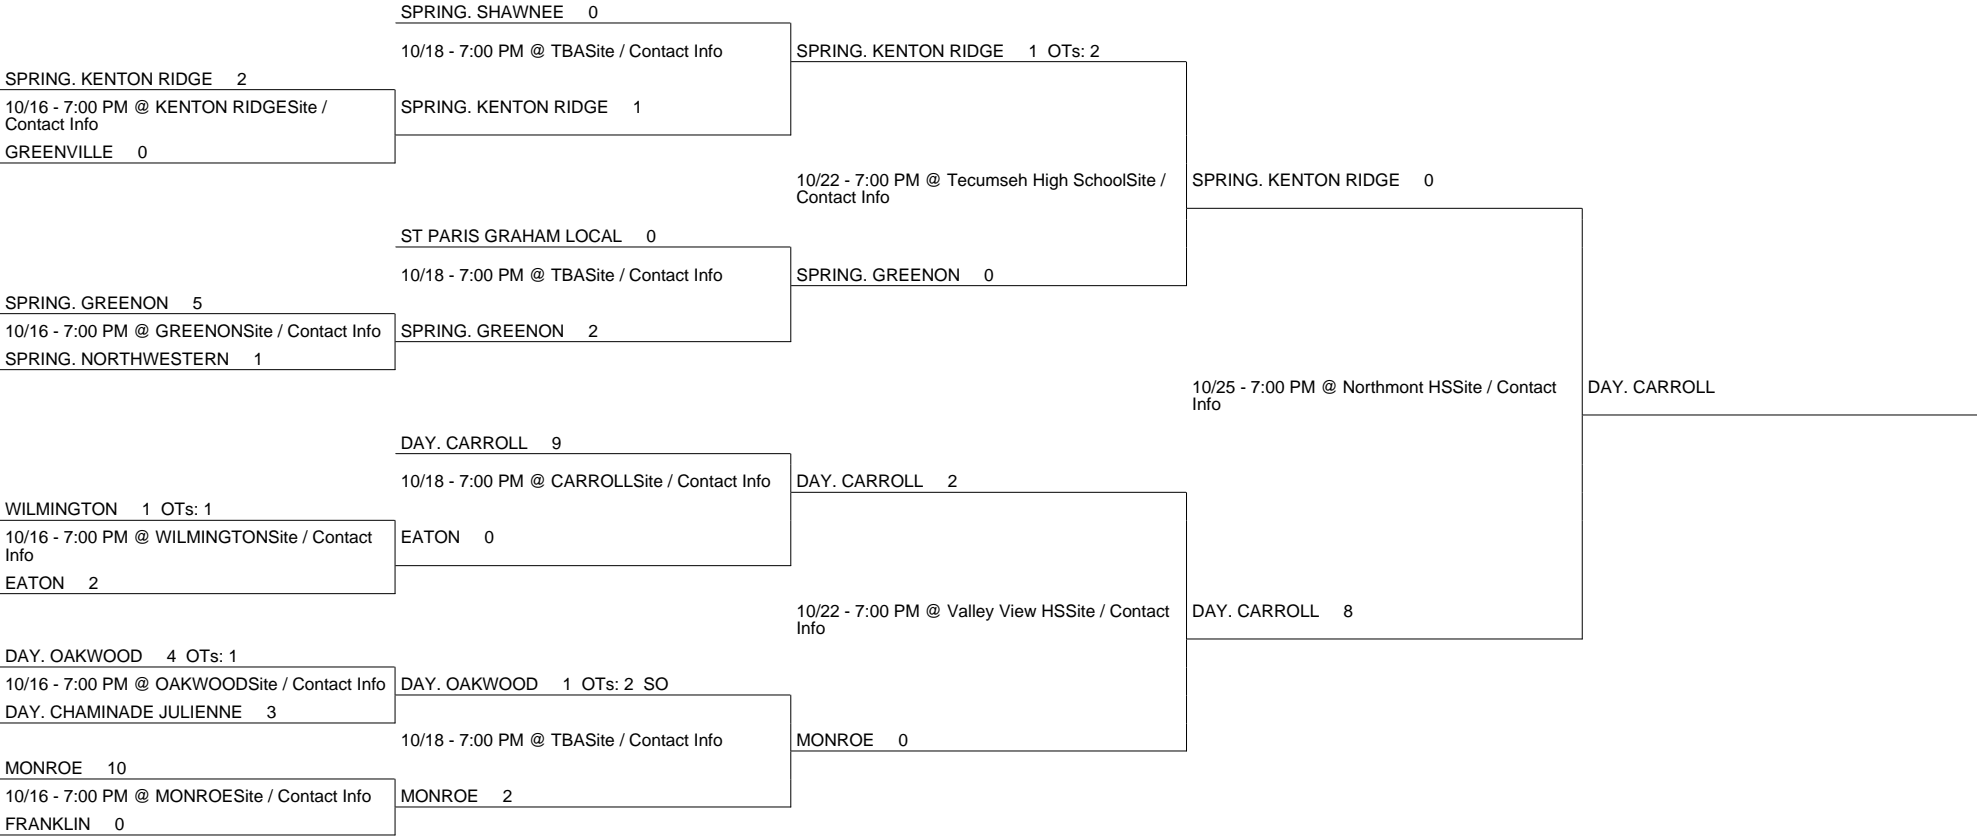 SPRING. SHAWNEE 0
10/18 - 7:00 PM @ TBASite / Contact Info
SPRING. KENTON RIDGE 1 OTs: 2
SPRING. KENTON RIDGE 2
10/16 - 7:00 PM @ KENTON RIDGESite /
Contact Info
SPRING. KENTON RIDGE 1
GREENVILLE 0
10/22 - 7:00 PM @ Tecumseh High SchoolSite /
Contact Info
SPRING. KENTON RIDGE 0
ST PARIS GRAHAM LOCAL 0
10/18 - 7:00 PM @ TBASite / Contact Info
SPRING. GREENON 0
SPRING. GREENON 5
10/16 - 7:00 PM @ GREENONSite / Contact Info
SPRING. GREENON 2
SPRING. NORTHWESTERN 1
10/25 - 7:00 PM @ Northmont HSSite / Contact
Info
DAY. CARROLL
DAY. CARROLL 9
10/18 - 7:00 PM @ CARROLLSite / Contact Info
DAY. CARROLL 2
WILMINGTON 1 OTs: 1
10/16 - 7:00 PM @ WILMINGTONSite / Contact
Info
EATON 0
EATON 2
10/22 - 7:00 PM @ Valley View HSSite / Contact
Info
DAY. CARROLL 8
DAY. OAKWOOD 4 OTs: 1
10/16 - 7:00 PM @ OAKWOODSite / Contact Info
DAY. OAKWOOD 1 OTs: 2 SO
DAY. CHAMINADE JULIENNE 3
10/18 - 7:00 PM @ TBASite / Contact Info
MONROE 0
MONROE 10
10/16 - 7:00 PM @ MONROESite / Contact Info
MONROE 2
FRANKLIN 0